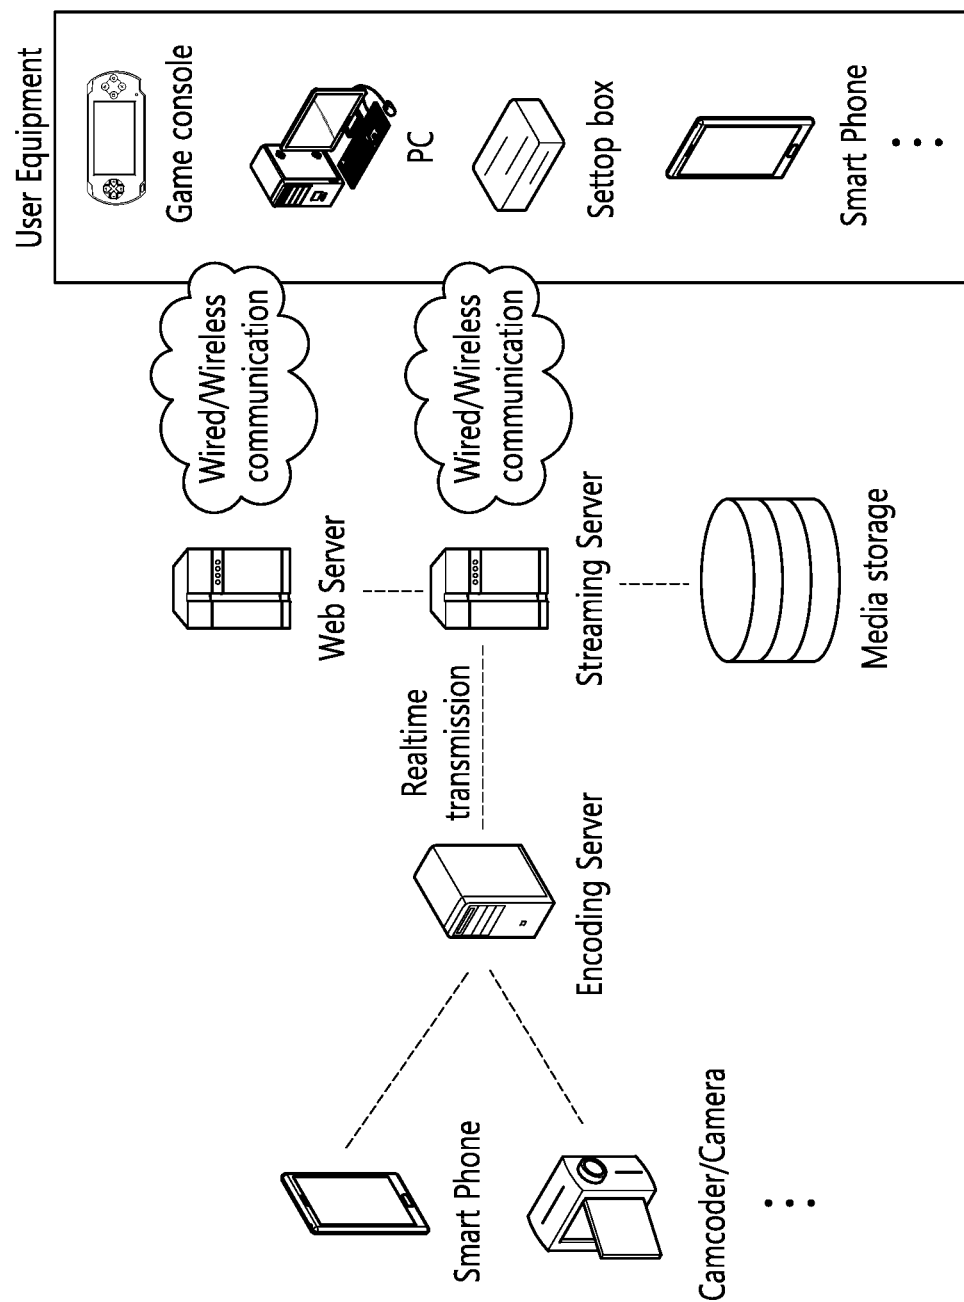 User Equipment
Game console
PC
Settop box
Smart Phone
Wired/Wireless
communication
Wired/Wireless
communication
Web Server
Streaming Server
Media storage
Realtime
transmission
Encoding Server
Smart Phone
Camcoder/Camera